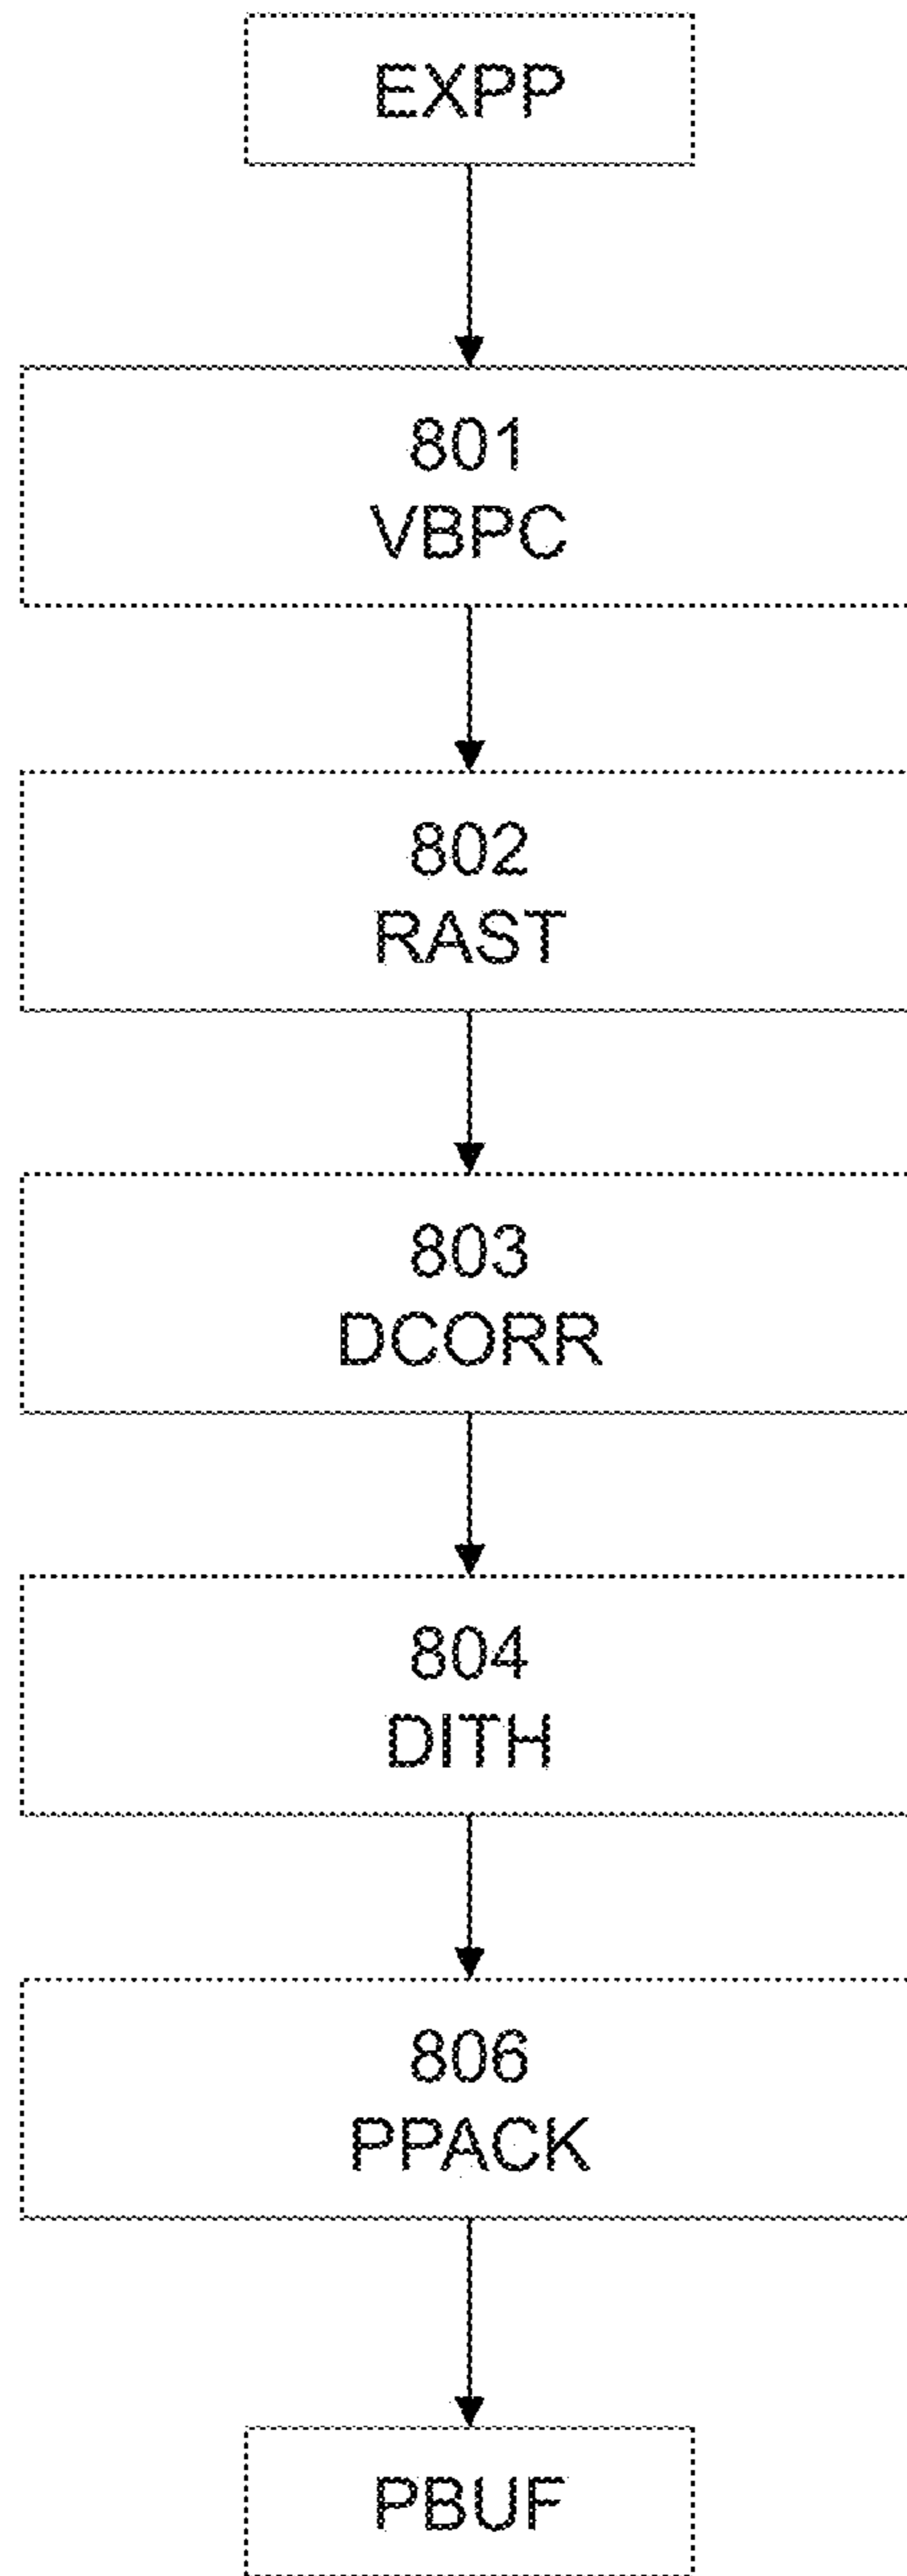 EXPP
801
VBPC
802
RAST
803
DCORR
804
DITH
806
PPACK
PBUF